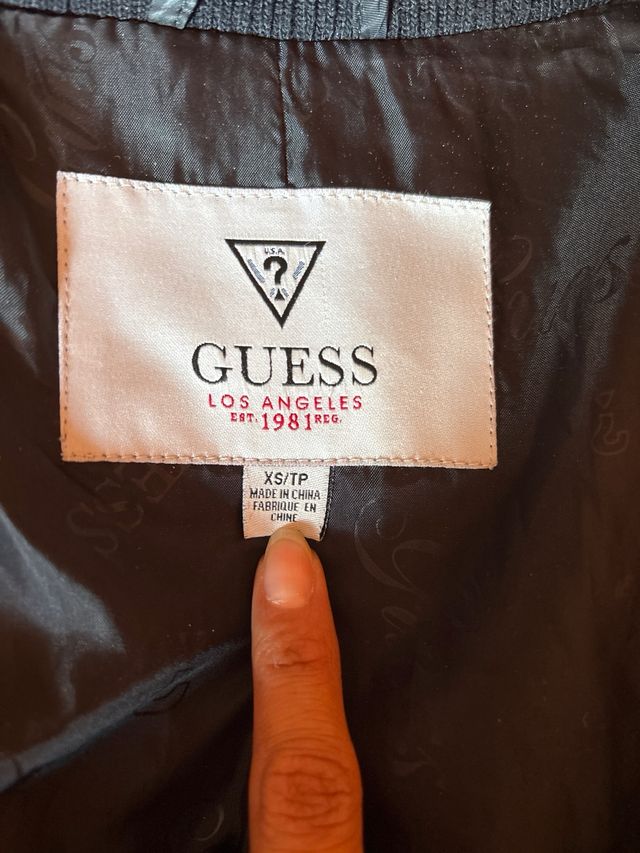 U.S.A.
?
GUESS
LOS ANGELES
EST. 1981 REG.
XS/TP
MADE IN CHINA
FABRIQUE EN
CHINE